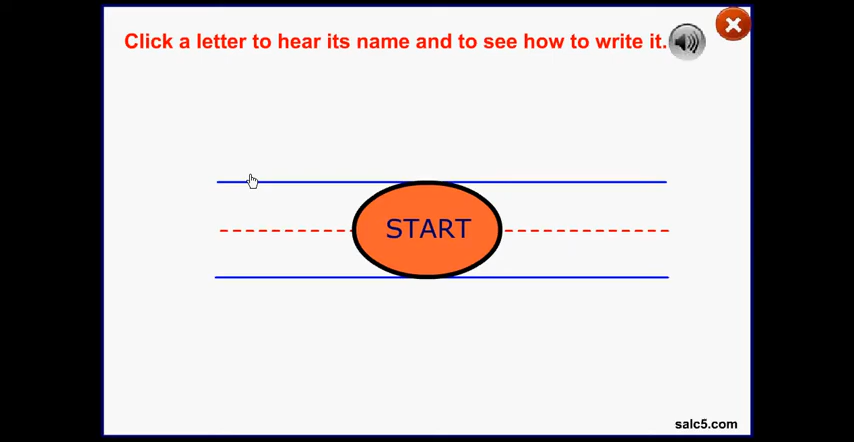 Click a letter to hear its name and to see how to write it.
START
salc5.com